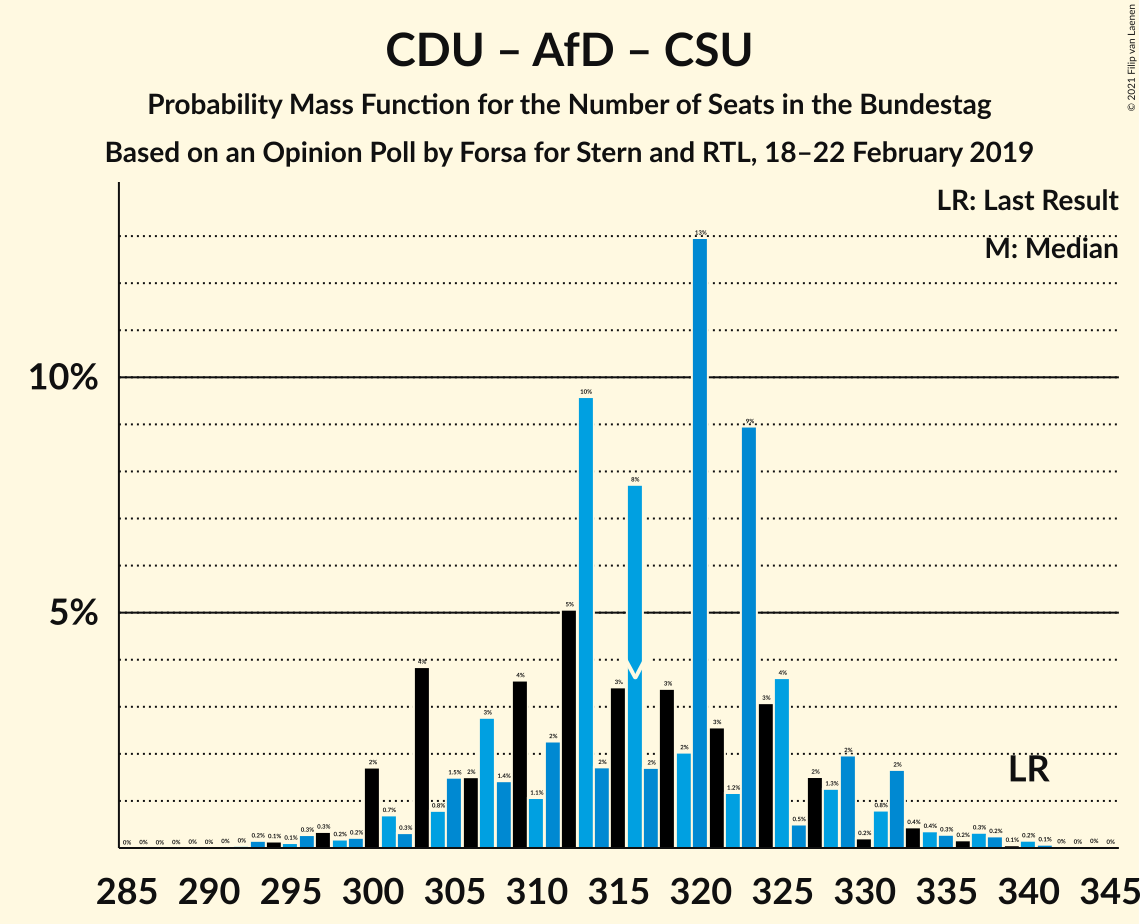 CDU – AfD – CSU
Probability Mass Function for the Number of Seats in the Bundestag
Based on an Opinion Poll by Forsa for Stern and RTL, 18–22 February 2019
© 2021 Filip van Laenen
LR: Last Result
M: Median
10%
5%
0% 0% 0% 0% 0% 0% 0% 0% 0.2% 0.1% 0.1% 0.3% 0.3% 0.2% 0.2% 2% 0.7% 0.3% 4% 0.8% 1.5% 2% 3% 1.4% 4% 1.1% 2% 5% 10% 2% 3% 8% 2% 3% 2% 13% 3% 1.2% 9% 3% 4% 0.5% 2% 1.3% 2% 0.2% 0.8% 2% 0.4% 0.4% 0.3% 0.2% 0.3% 0.2% 0.1% 0.2% 0.1% 0% 0% 0% 0%
LR
285 290 295 300 305 310 315 320 325 330 335 340 345